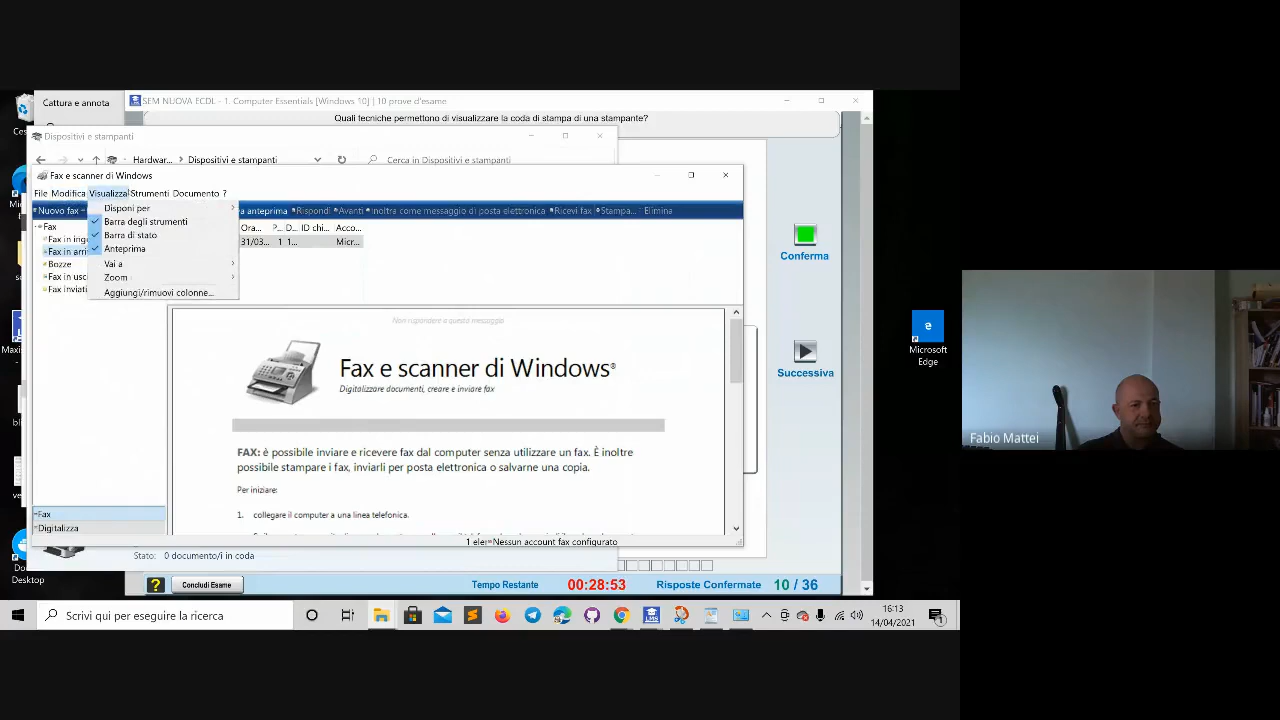 Cattura e annota
SEM NUOVA ECDL - 1. Computer Essentials [Windows 10] | 10 prove d'esame
Quali tecniche permettono di visualizzare la coda di stampa di una stampante?
Dispositivi e stampanti
Hardwar... > Dispositivi e stampanti
Cerca in Dispositivi e stampanti
Fax e scanner di Windows
File Modifica Visualizza Strumenti Documento ?
Nuovo fax
a anteprima Rispondi Avanti Inoltra come messaggio di posta elettronica Ricevi fax Stampa... Elimina
Disponi per
Barra degli strumenti
Barra di stato
Anteprima
Vai a
Zoom
Aggiungi/rimuovi colonne...
Fax
Fax in ing
Fax in arri
Bozze
Fax in usc
Fax inviati
Ora... P... D... ID chi... Acco...
31/03... 1 1... Micr...
Non rispondere a questo messaggio
Fax e scanner di Windows®
Digitalizzare documenti, creare e inviare fax
FAX: è possibile inviare e ricevere fax dal computer senza utilizzare un fax. È inoltre
possibile stampare i fax, inviarli per posta elettronica o salvarne una copia.
Per iniziare:
1. collegare il computer a una linea telefonica.
Fax
Digitalizza
1 eler
Nessun account fax configurato
Stato: 0 documento/i in coda
Conferma
Successiva
? Concludi Esame
Tempo Restante 00:28:53
Risposte Confermate 10 / 36
Microsoft
Edge
Desktop
Scrivi qui per eseguire la ricerca
LMS
16:13
14/04/2021
1
Fabio Mattei